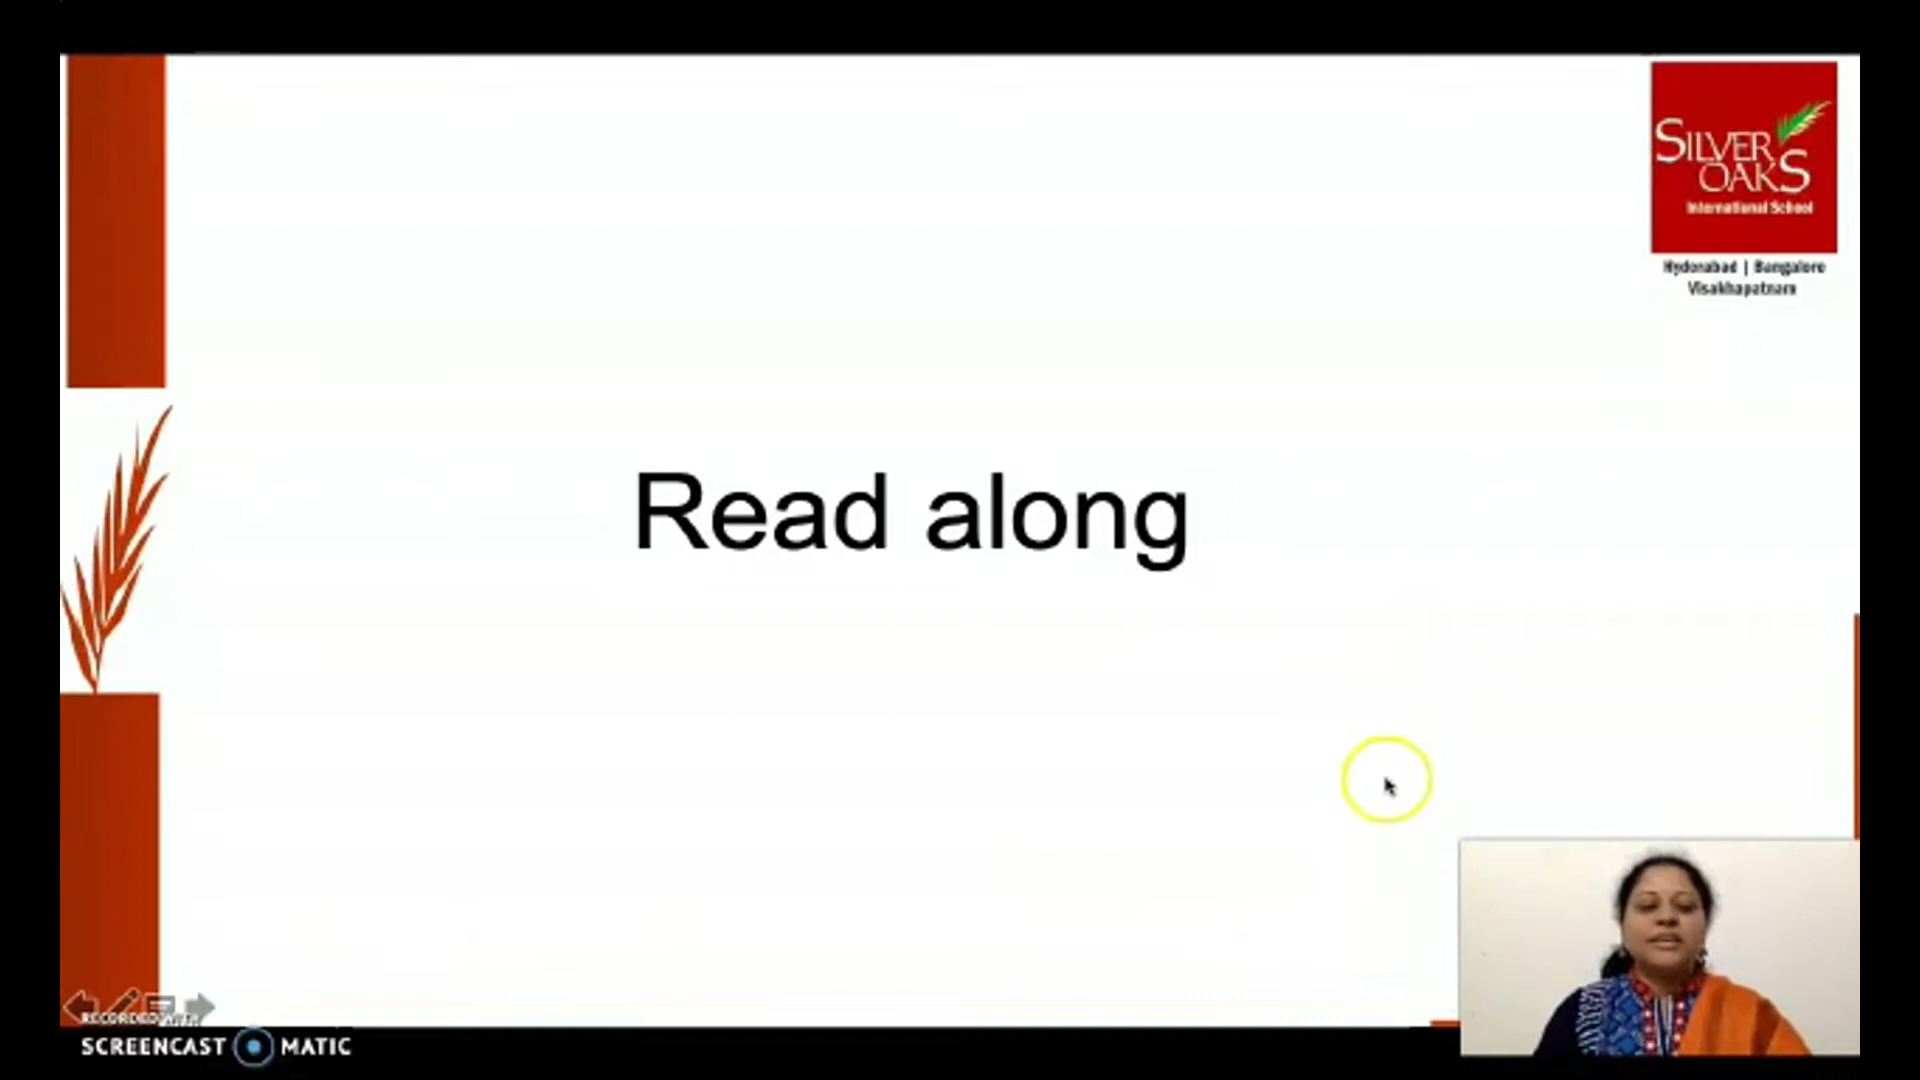 SILVER
OAKS
International School
Hyderabad | Bangalore
Visakhapatnam
Read along
RECORDED WITH
SCREENCAST MATIC